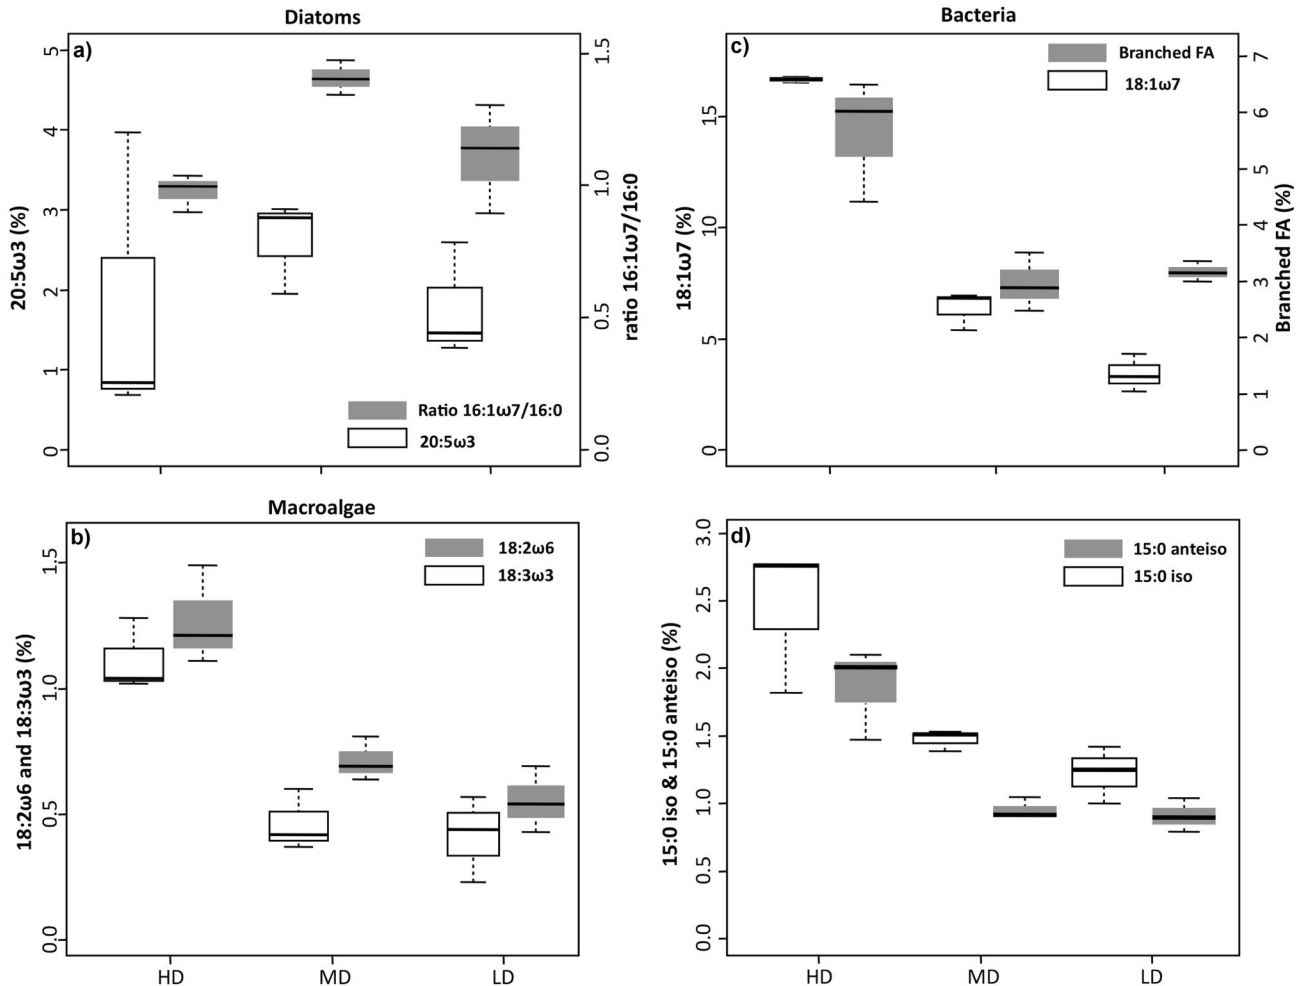 Diatoms
a)
20:5ω3 (%)
5
4
3
2
1
0
1.5
1.0
0.5
0.0
ratio 16:1ω7/16:0
Ratio 16:1ω7/16:0
20:5ω3
Bacteria
c)
18:1ω7 (%)
15
10
5
0
7
6
5
4
3
2
1
0
Branched FA (%)
Branched FA
18:1ω7
Macroalgae
b)
18:2ω6 and 18:3ω3 (%)
1.5
1.0
0.5
0.0
18:2ω6
18:3ω3
HD
MD
LD
d)
15:0 iso & 15:0 anteiso (%)
3.0
2.5
2.0
1.5
1.0
0.5
0.0
15:0 anteiso
15:0 iso
HD
MD
LD